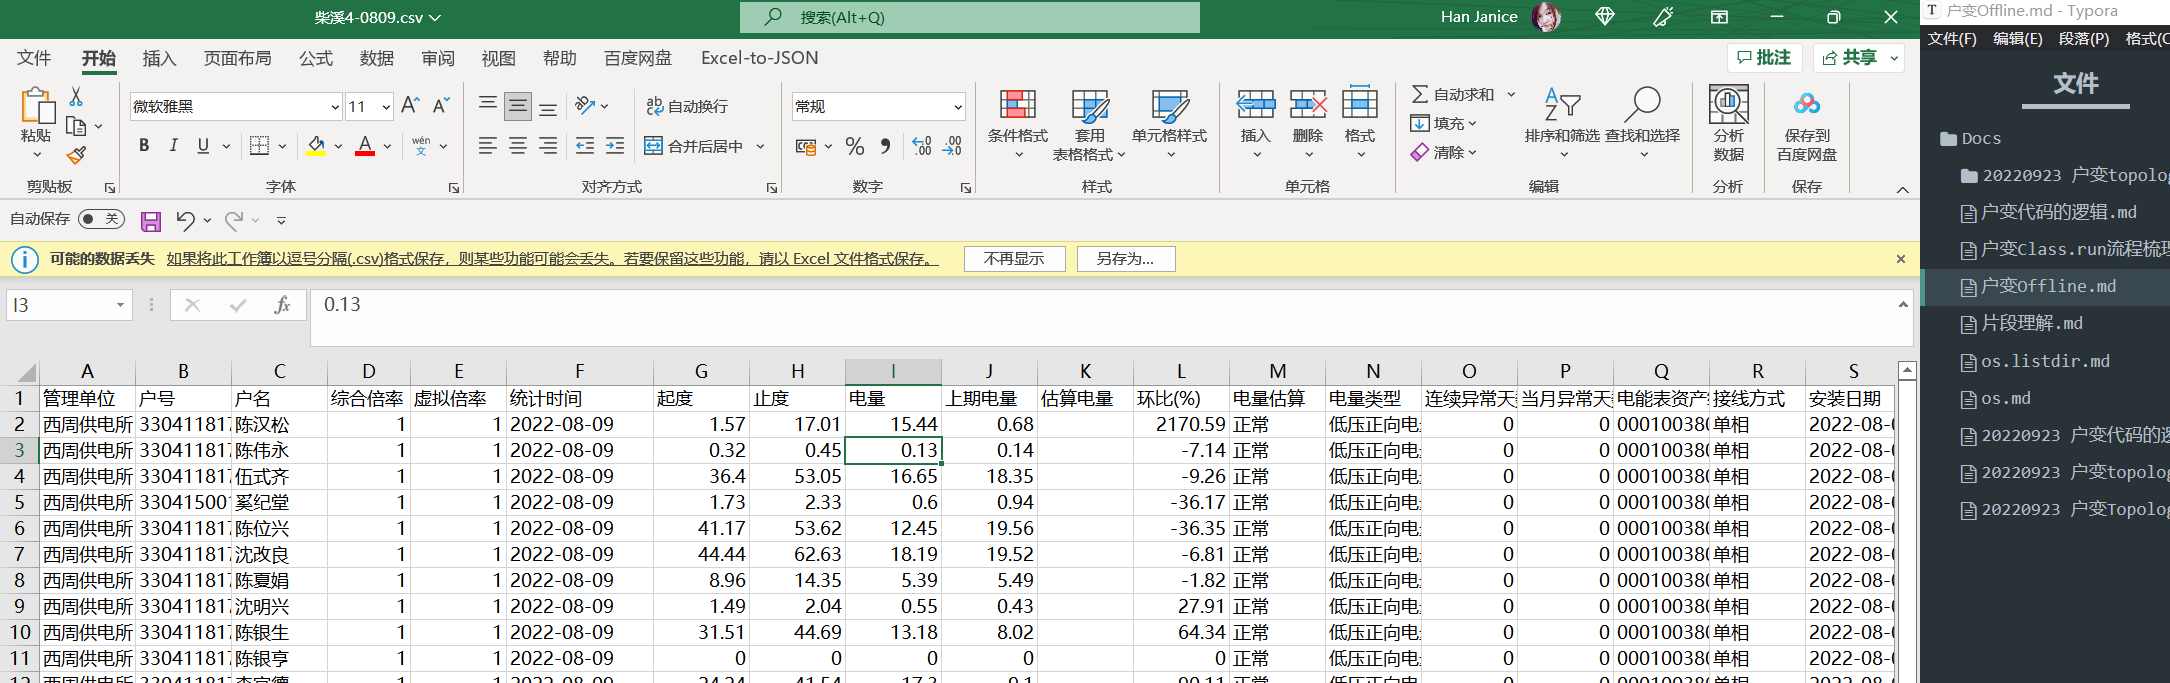 柴溪4-0809.csv
搜索(Alt+Q)
Han Janice
户变Offline.md - Typora
文件 开始 插入 页面布局 公式 数据 审阅 视图 帮助 百度网盘 Excel-to-JSON
批注 共享
文件(F) 编辑(E) 段落(P) 格式(
粘贴
微软雅黑 11
自动换行
合并后居中
常规
条件格式 套用
表格格式 单元格样式
插入 删除 格式
自动求和
填充
清除
排序和筛选 查找和选择
分析
数据
保存到
百度网盘
剪贴板 字体 对齐方式 数字 样式 单元格 编辑 分析 保存
自动保存 关
可能的数据丢失 如果将此工作簿以逗号分隔(.csv)格式保存，则某些功能可能会丢失。若要保留这些功能，请以 Excel 文件格式保存。 不再显示 另存为...
I3 fx 0.13
A B C D E F G H I J K L M N O P Q R S
1 管理单位 户号 户名 综合倍率 虚拟倍率 统计时间 起度 止度 电量 上期电量 估算电量 环比(%) 电量估算 电量类型 连续异常天 当月异常天 电能表资产 接线方式 安装日期
2 西周供电所 330411817 陈汉松 1 1 2022-08-09 1.57 17.01 15.44 0.68 2170.59 正常 低压正向电 0 0 000100380 单相 2022-08-
3 西周供电所 330411817 陈伟永 1 1 2022-08-09 0.32 0.45 0.13 0.14 -7.14 正常 低压正向电 0 0 000100380 单相 2022-08-
4 西周供电所 330411817 伍式齐 1 1 2022-08-09 36.4 53.05 16.65 18.35 -9.26 正常 低压正向电 0 0 000100380 单相 2022-08-
5 西周供电所 330415001 奚纪堂 1 1 2022-08-09 1.73 2.33 0.6 0.94 -36.17 正常 低压正向电 0 0 000100380 单相 2022-08-
6 西周供电所 330411817 陈位兴 1 1 2022-08-09 41.17 53.62 12.45 19.56 -36.35 正常 低压正向电 0 0 000100380 单相 2022-08-
7 西周供电所 330411817 沈改良 1 1 2022-08-09 44.44 62.63 18.19 19.52 -6.81 正常 低压正向电 0 0 000100380 单相 2022-08-
8 西周供电所 330411817 陈夏娟 1 1 2022-08-09 8.96 14.35 5.39 5.49 -1.82 正常 低压正向电 0 0 000100380 单相 2022-08-
9 西周供电所 330411817 沈明兴 1 1 2022-08-09 1.49 2.04 0.55 0.43 27.91 正常 低压正向电 0 0 000100380 单相 2022-08-
10 西周供电所 330411817 陈银生 1 1 2022-08-09 31.51 44.69 13.18 8.02 64.34 正常 低压正向电 0 0 000100380 单相 2022-08-
11 西周供电所 330411817 陈银亨 1 1 2022-08-09 0 0 0 0 0 正常 低压正向电 0 0 000100380 单相 2022-08-
文件
Docs
20220923 户变topolog
户变代码的逻辑.md
户变Class.run流程梳理
户变Offline.md
片段理解.md
os.listdir.md
os.md
20220923 户变代码的逻
20220923 户变topolog
20220923 户变Topolog